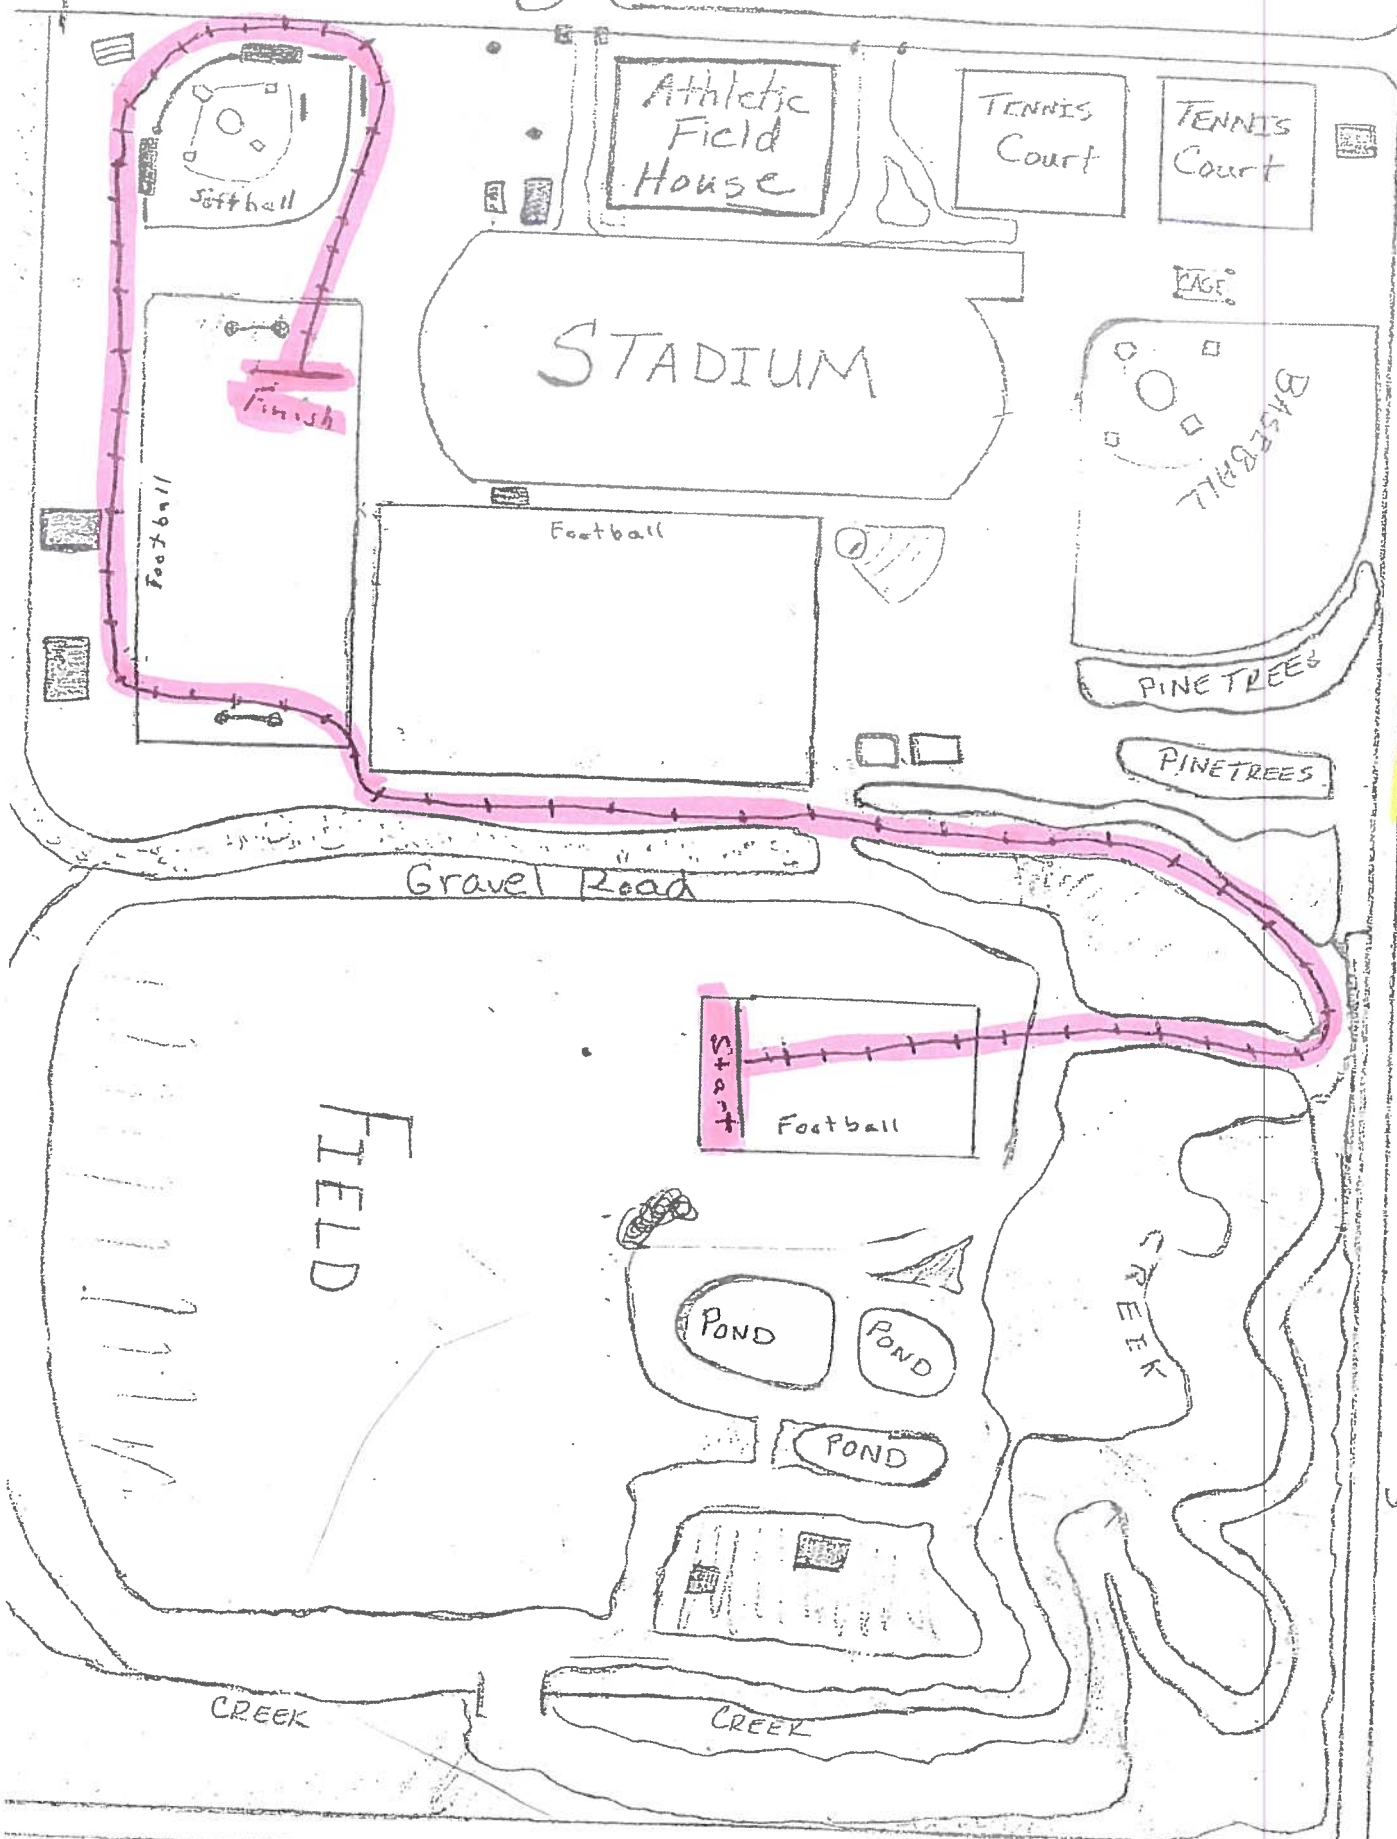 Athletic
Field
House
TENNIS
Court
TENNIS
Court
Softball
CAGE
STADIUM
BASEBALL
Finish
Football
Football
PINE TREES
PINETREES
Gravel Road
Start
Football
FIELD
CREEK
POND
POND
POND
CREEK
CREEK